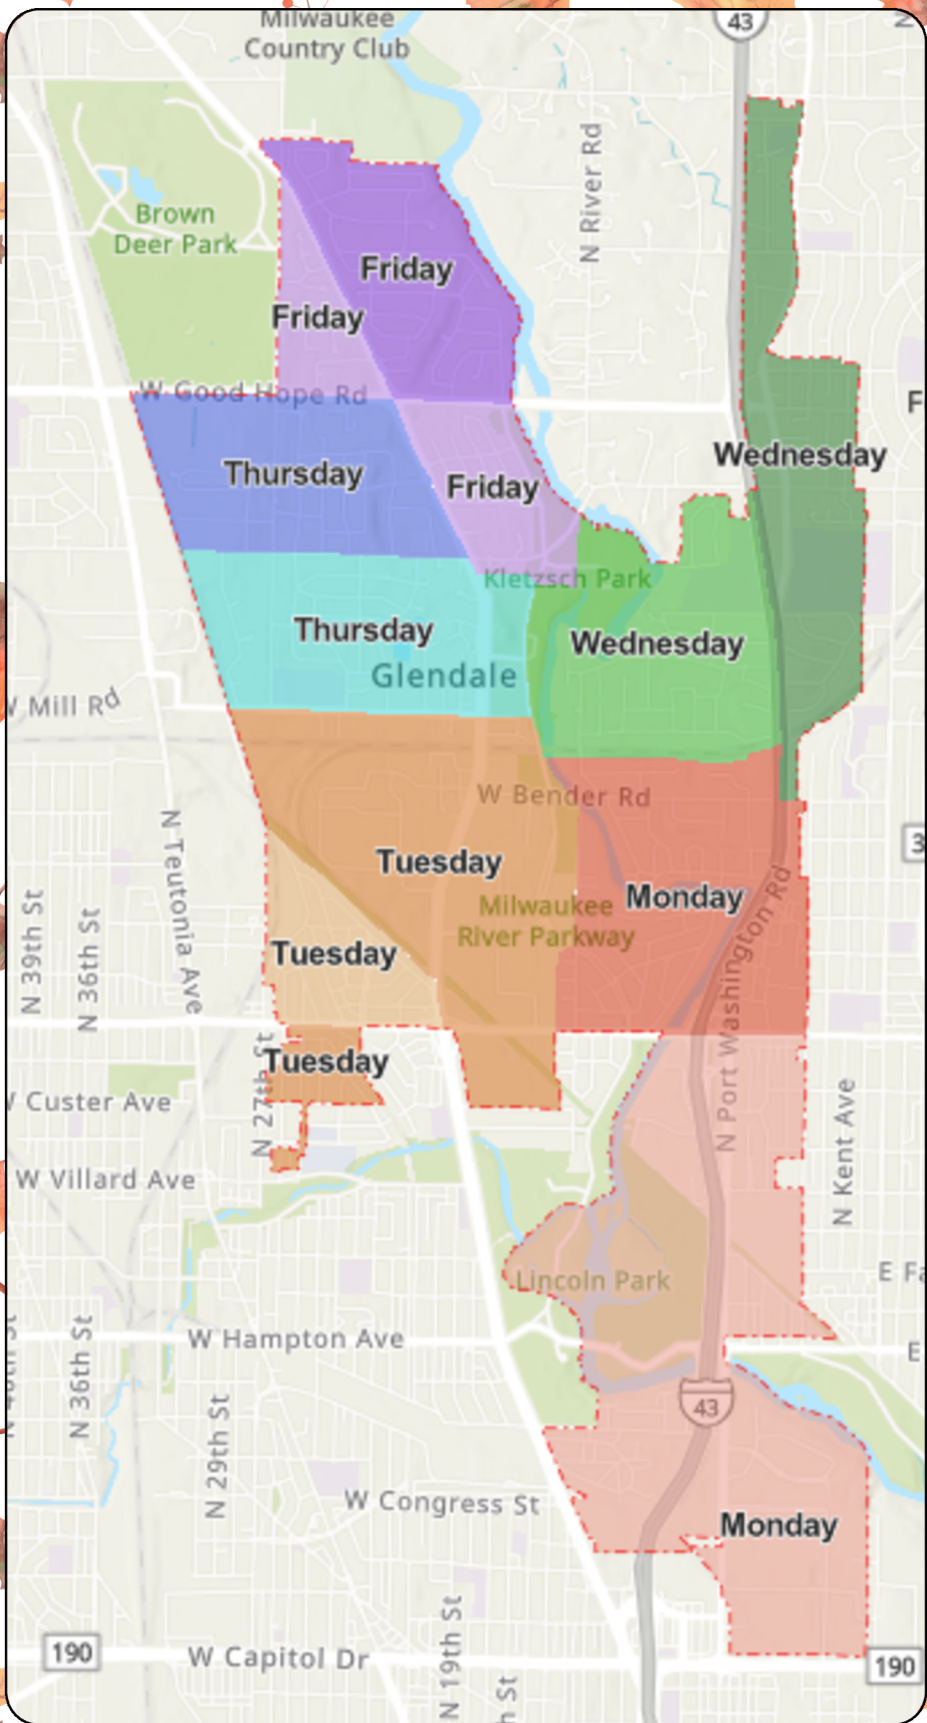 Milwaukee
Country Club
43
N River Rd
Brown
Deer Park
Friday
Friday
W Good Hope Rd
F
Wednesday
Thursday
Friday
Kletzsch Park
Thursday
Wednesday
Glendale
W Mill Rd
W Bender Rd
N Teutonia Ave
3
Tuesday
Monday
N 39th St
N 36th St
Milwaukee
River Parkway
Tuesday
N Port Washington Rd
Tuesday
N 27th St
W Custer Ave
N Kent Ave
W Villard Ave
E Fa
Lincoln Park
W Hampton Ave
E
N 36th St
43
N 29th St
W Congress St
Monday
190
W Capitol Dr
N 19th St
h St
190